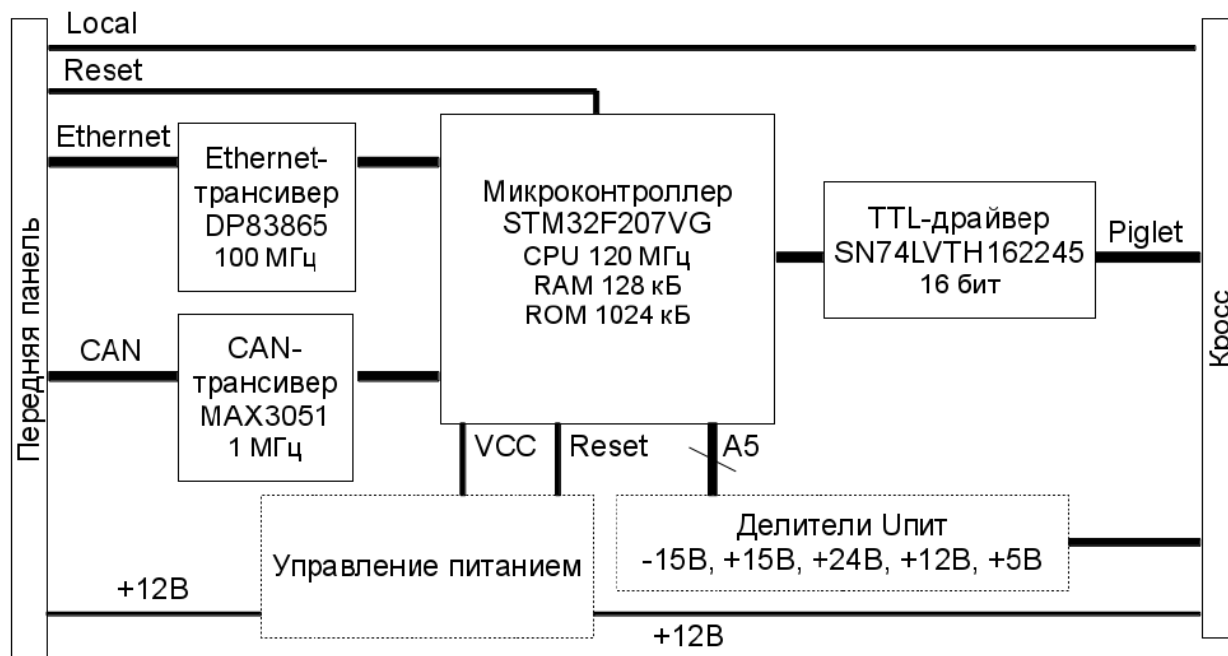 Local
Reset
Ethernet
Ethernet-
трансивер
DP83865
100 МГц
Микроконтроллер
STM32F207VG
CPU 120 МГц
RAM 128 кБ
ROM 1024 кБ
TTL-драйвер
SN74LVTH162245
16 бит
Piglet
Передняя панель
Кросс
CAN
CAN-
трансивер
MAX3051
1 МГц
VCC
Reset
A5
Управление питанием
Делители Uпит
-15В, +15В, +24В, +12В, +5В
+12В
+12В